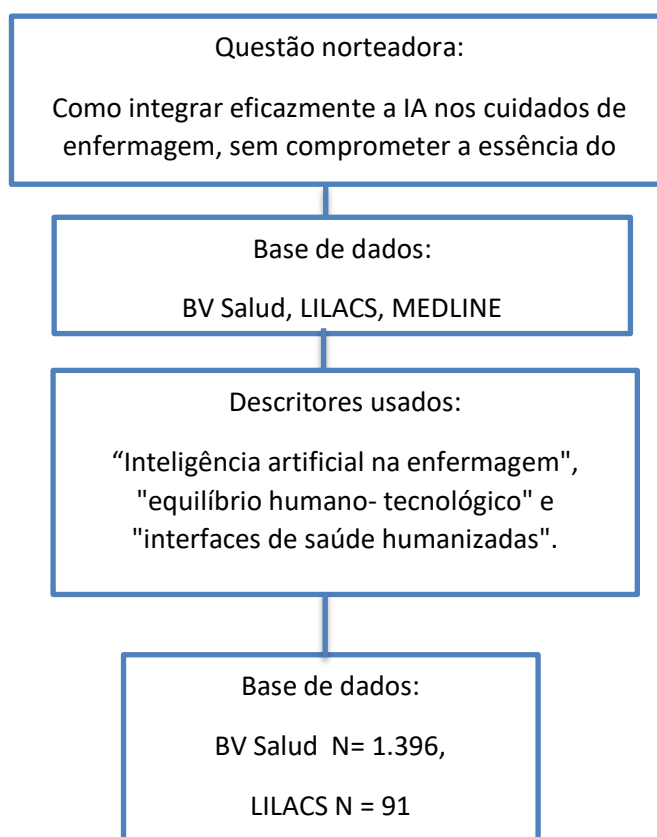 Questão norteadora:
Como integrar eficazmente a IA nos cuidados de
enfermagem, sem comprometer a essência do
Base de dados:
BV Salud, LILACS, MEDLINE
Descritores usados:
“Inteligência artificial na enfermagem",
"equilíbrio humano- tecnológico" e
"interfaces de saúde humanizadas".
Base de dados:
BV Salud N= 1.396,
LILACS N = 91